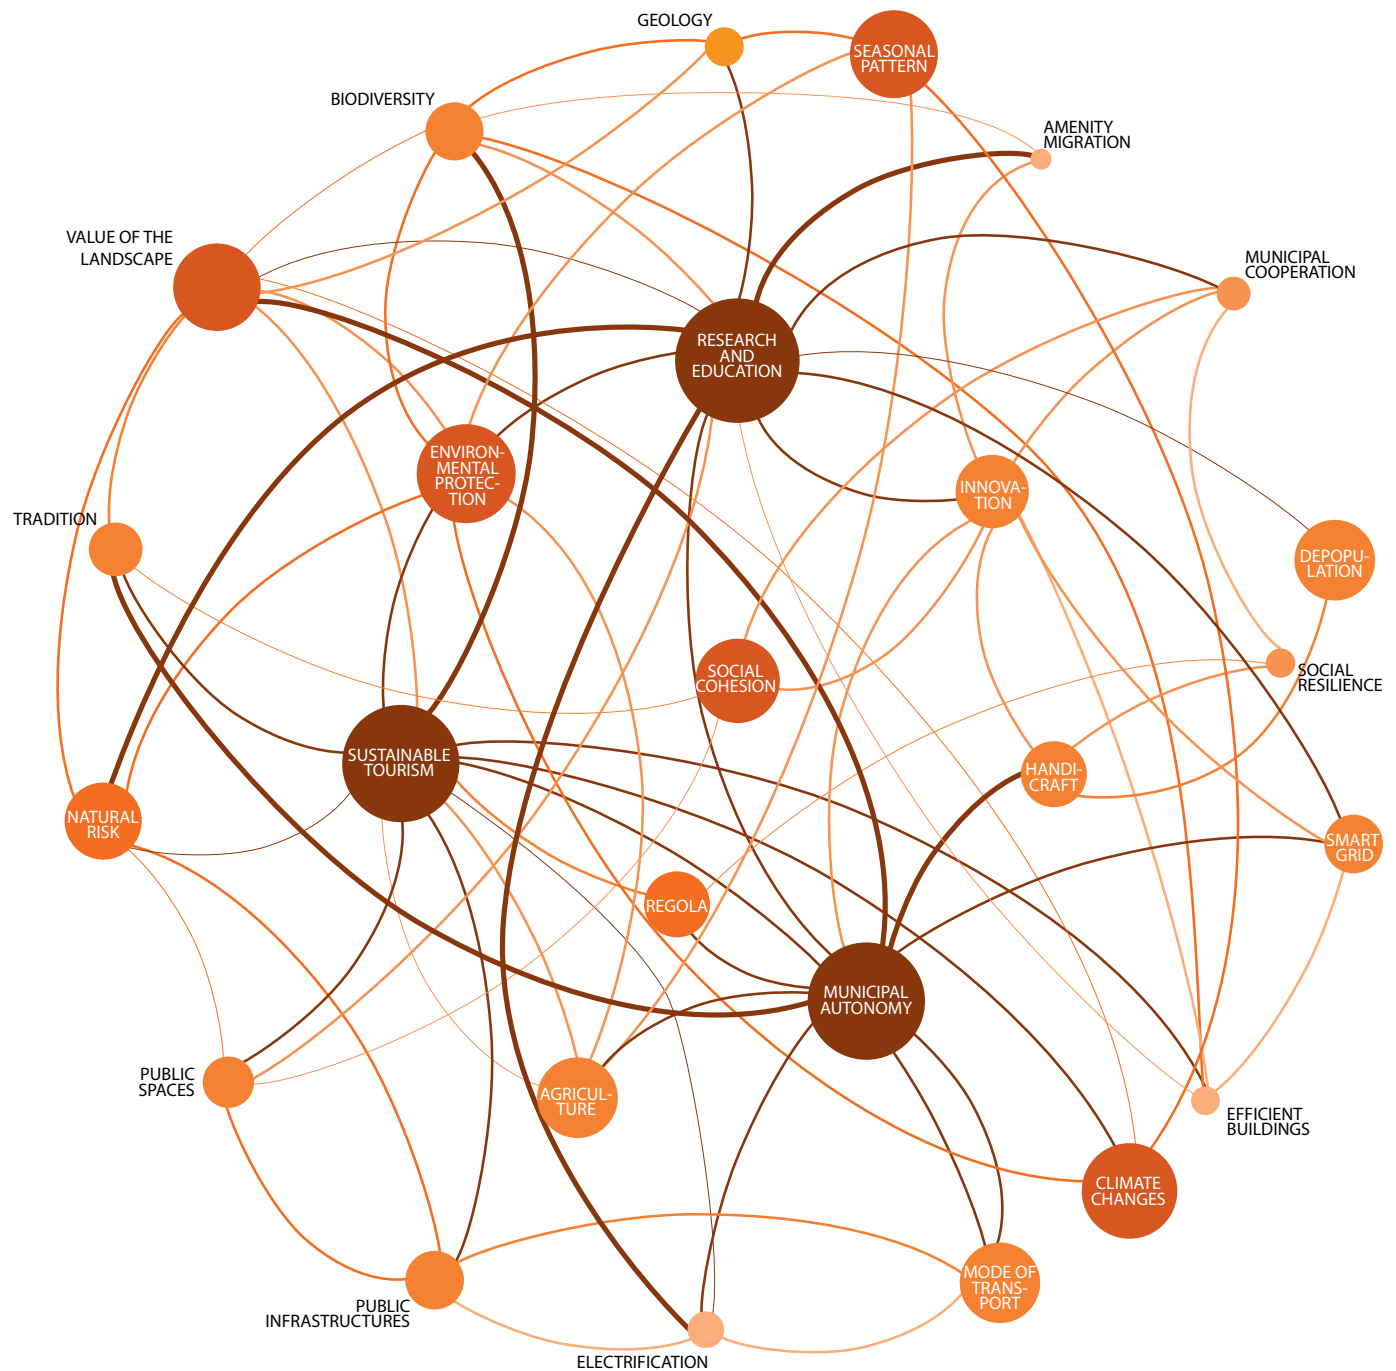 GEOLOGY
SEASONAL
PATTERN
BIODIVERSITY
AMENITY
MIGRATION
VALUE OF THE
LANDSCAPE
MUNICIPAL
COOPERATION
RESEARCH
AND
EDUCATION
ENVIRON-
MENTAL
PROTEC-
TION
INNOVA-
TION
TRADITION
DEPOPU-
LATION
SOCIAL
COHESION
SOCIAL
RESILIENCE
SUSTAINABLE
TOURISM
HANDI-
CRAFT
NATURAL
RISK
SMART
GRID
REGOLA
MUNICIPAL
AUTONOMY
PUBLIC
SPACES
AGRICUL-
TURE
EFFICIENT
BUILDINGS
CLIMATE
CHANGES
MODE OF
TRANS-
PORT
PUBLIC
INFRASTRUCTURES
ELECTRIFICATION